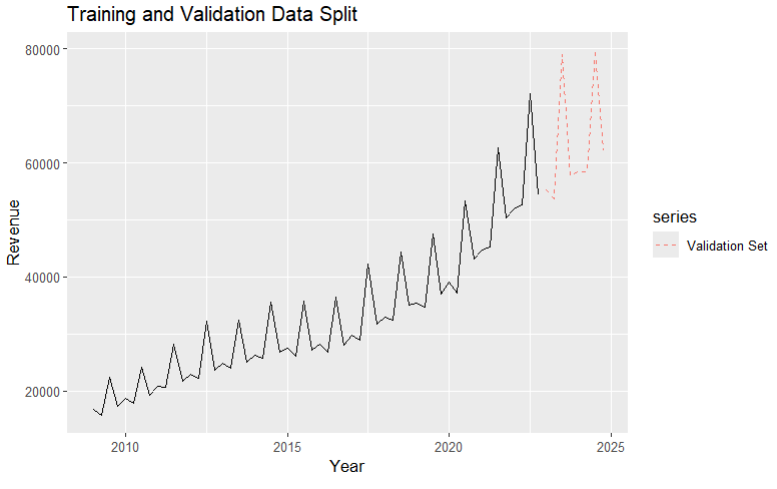 Training and Validation Data Split
80000
60000
40000
20000
Revenue
2010
2015
2020
2025
Year
series
Validation Set